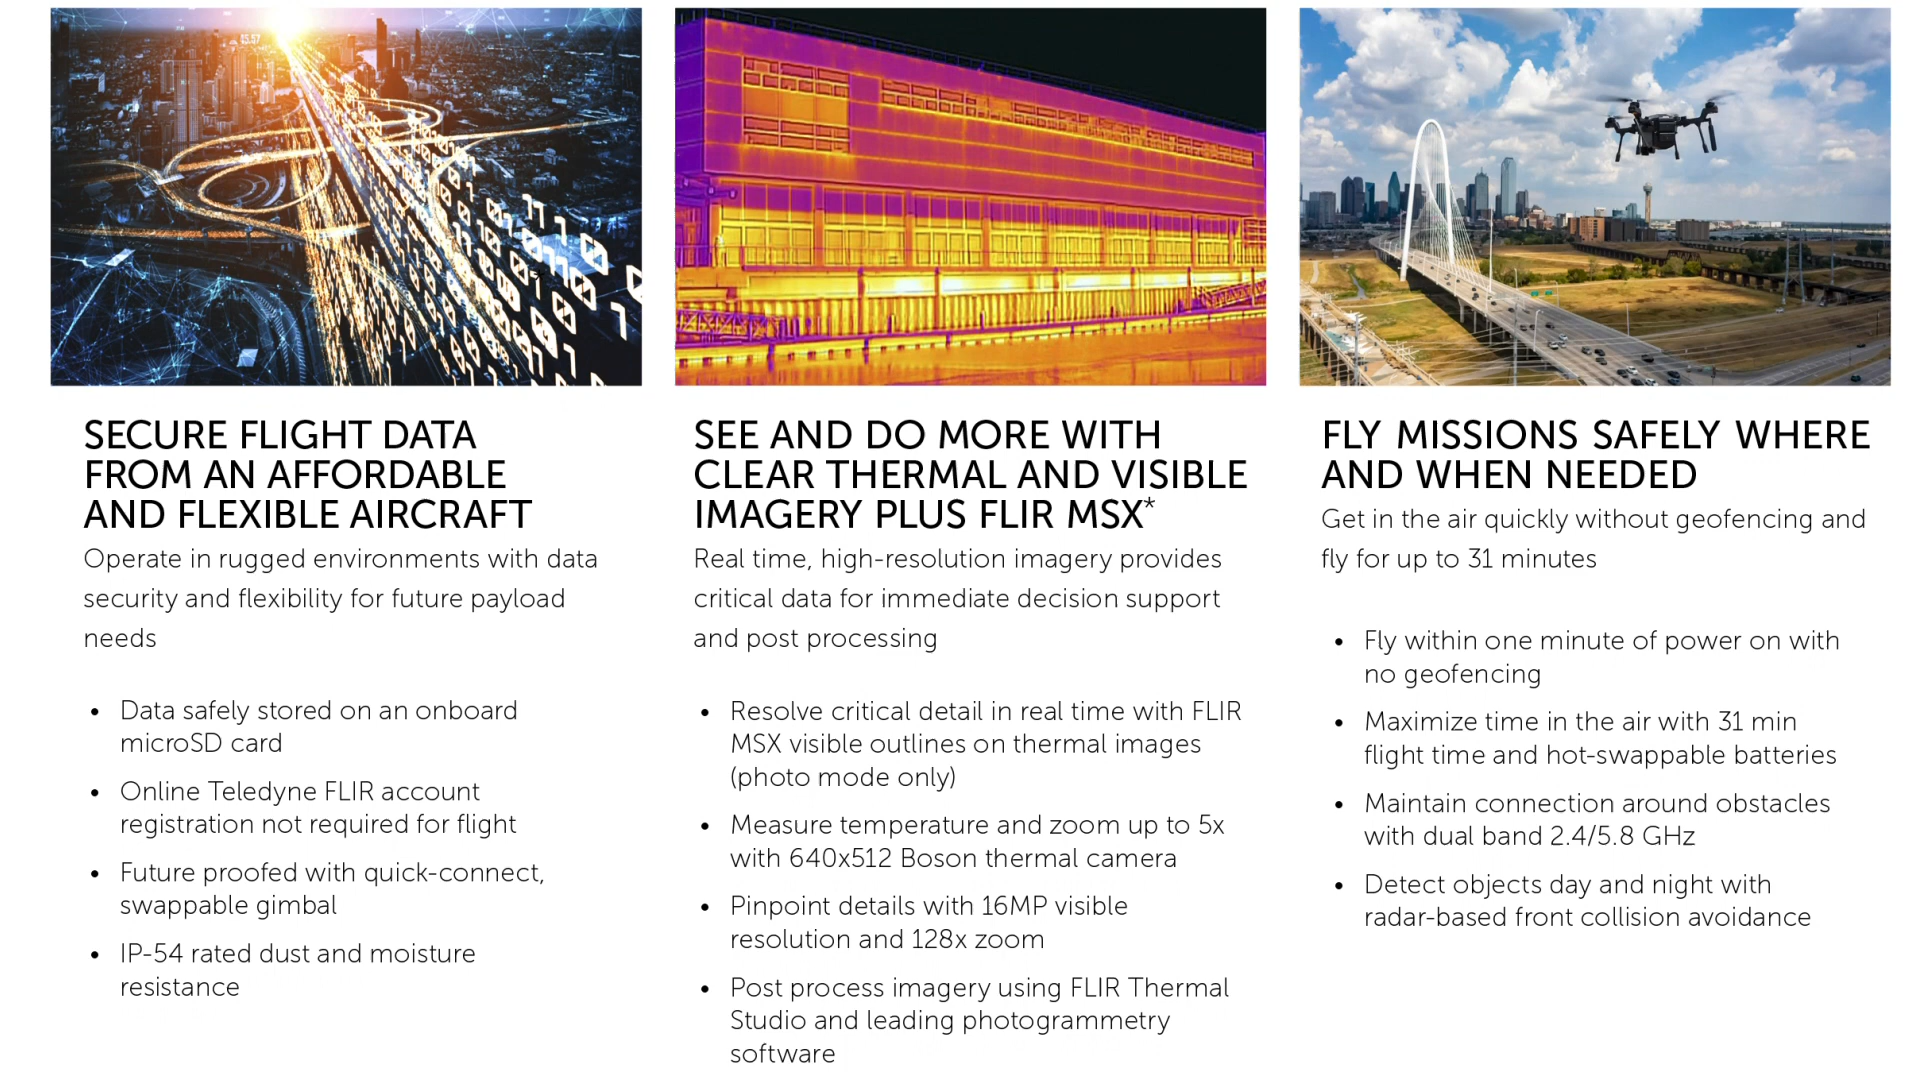 SECURE FLIGHT DATA
FROM AN AFFORDABLE
AND FLEXIBLE AIRCRAFT
Operate in rugged environments with data
security and flexibility for future payload
needs
• Data safely stored on an onboard
microSD card
• Online Teledyne FLIR account
registration not required for flight
• Future proofed with quick-connect,
swappable gimbal
• IP-54 rated dust and moisture
resistance
SEE AND DO MORE WITH
CLEAR THERMAL AND VISIBLE
IMAGERY PLUS FLIR MSX*
Real time, high-resolution imagery provides
critical data for immediate decision support
and post processing
• Resolve critical detail in real time with FLIR
MSX visible outlines on thermal images
(photo mode only)
• Measure temperature and zoom up to 5x
with 640x512 Boson thermal camera
• Pinpoint details with 16MP visible
resolution and 128x zoom
• Post process imagery using FLIR Thermal
Studio and leading photogrammetry
software
FLY MISSIONS SAFELY WHERE
AND WHEN NEEDED
Get in the air quickly without geofencing and
fly for up to 31 minutes
• Fly within one minute of power on with
no geofencing
• Maximize time in the air with 31 min
flight time and hot-swappable batteries
• Maintain connection around obstacles
with dual band 2.4/5.8 GHz
• Detect objects day and night with
radar-based front collision avoidance